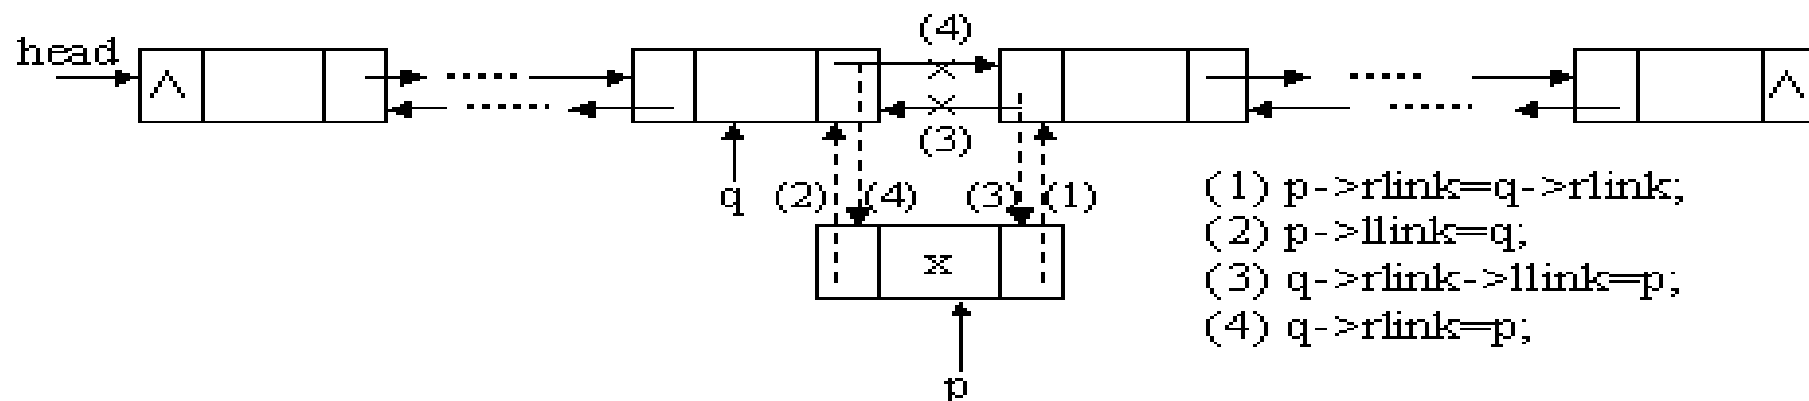 (4)
head
^
^
(3)
q
(2)
(4)
(3)
(1)
x
p
(1) p->rlink=q->rlink;
(2) p->llink=q;
(3) q->rlink->llink=p;
(4) q->rlink=p;